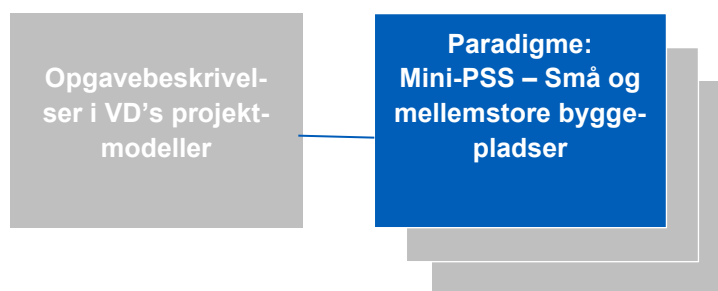 Opgavebeskrivel-
ser i VD's projekt-
modeller
Paradigme:
Mini-PSS – Små og
mellemstore bygge-
pladser